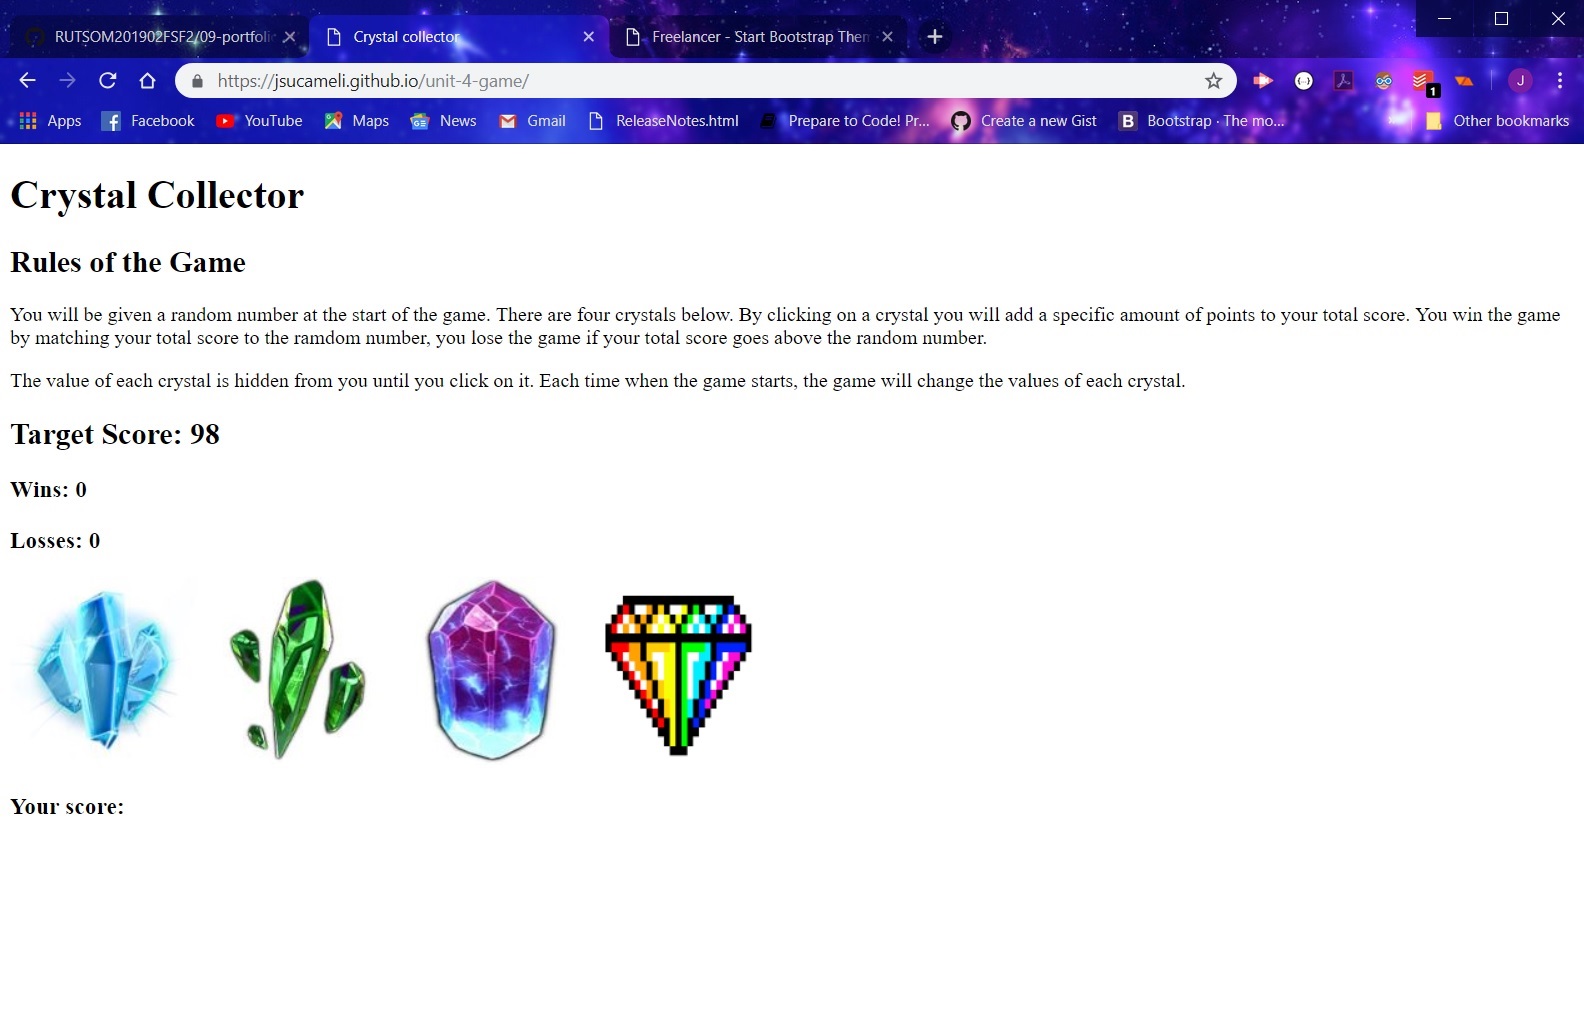 RUTSOM201902FSF2/09-portfoli
Crystal collector
Freelancer - Start Bootstrap Them
https://jsucameli.github.io/unit-4-game/
1
J
Apps
Facebook
YouTube
Maps
News
Gmail
ReleaseNotes.html
Prepare to Code! Pr...
Create a new Gist
B
Bootstrap · The mo...
Other bookmarks
Crystal Collector
Rules of the Game
You will be given a random number at the start of the game. There are four crystals below. By clicking on a crystal you will add a specific amount of points to your total score. You win the game
by matching your total score to the ramdom number, you lose the game if your total score goes above the random number.
The value of each crystal is hidden from you until you click on it. Each time when the game starts, the game will change the values of each crystal.
Target Score: 98
Wins: 0
Losses: 0
Your score: